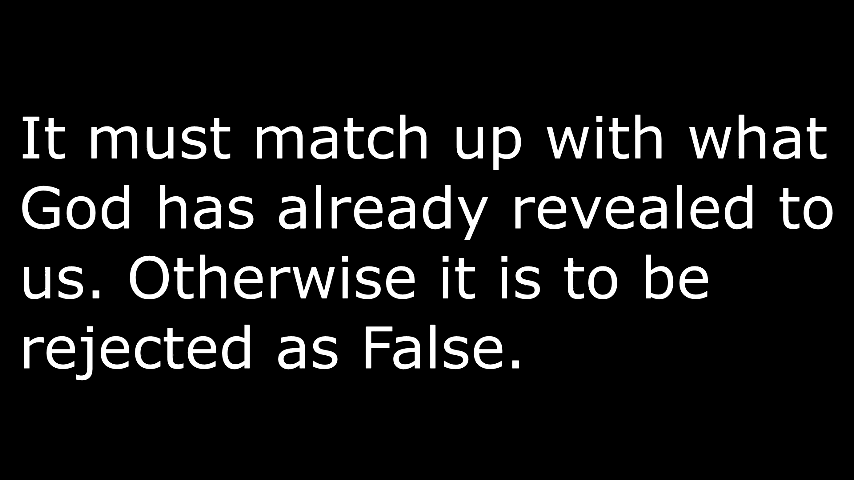 It must match up with what
God has already revealed to
us. Otherwise it is to be
rejected as False.